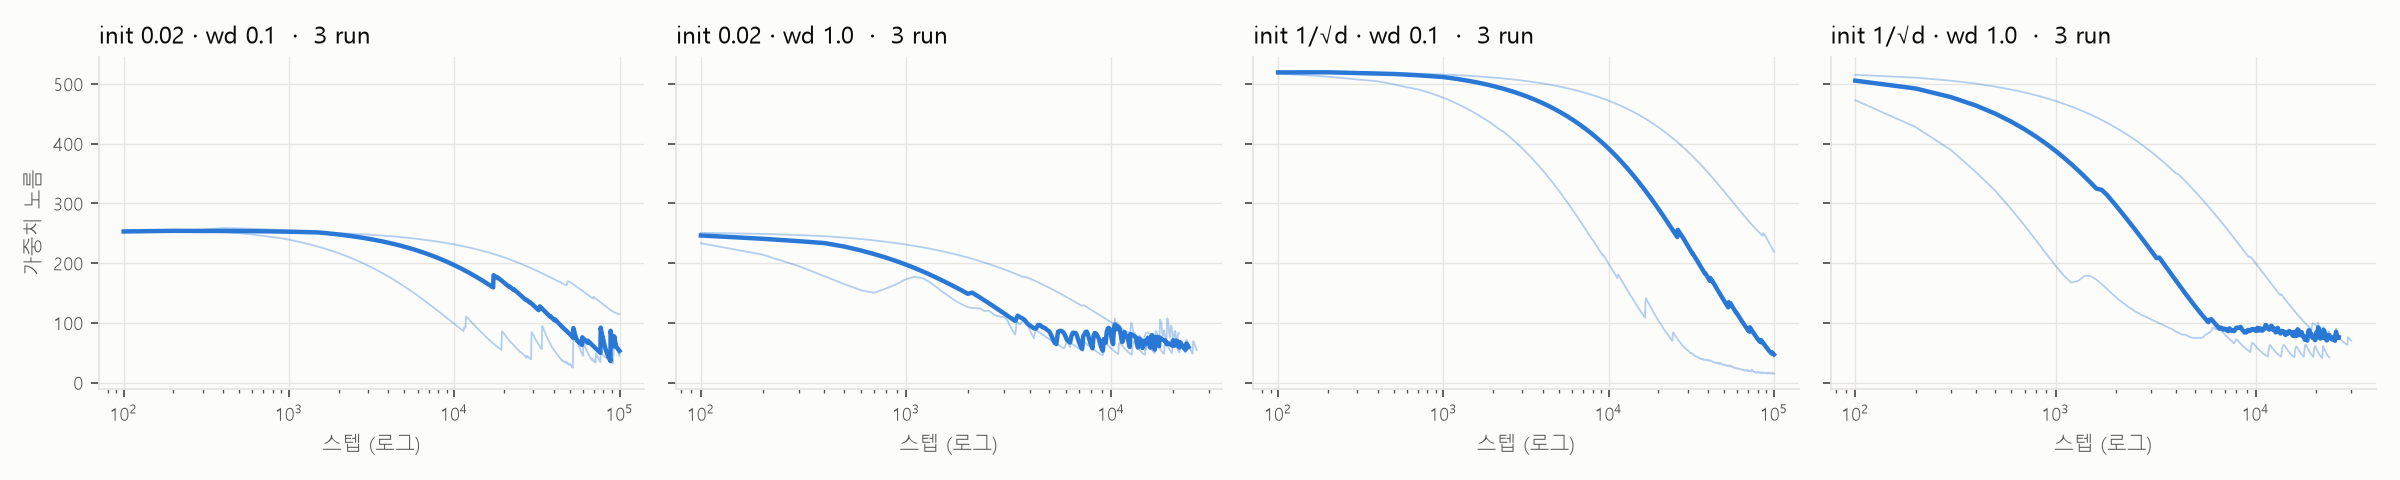 init 0.02 · wd 0.1 · 3 run
init 0.02 · wd 1.0 · 3 run
init 1/√d · wd 0.1 · 3 run
init 1/√d · wd 1.0 · 3 run
가중치 노름
500
400
300
200
100
0
10² 10³ 10⁴ 10⁵
10² 10³ 10⁴
10² 10³ 10⁴ 10⁵
10² 10³ 10⁴
스텝 (로그)
스텝 (로그)
스텝 (로그)
스텝 (로그)